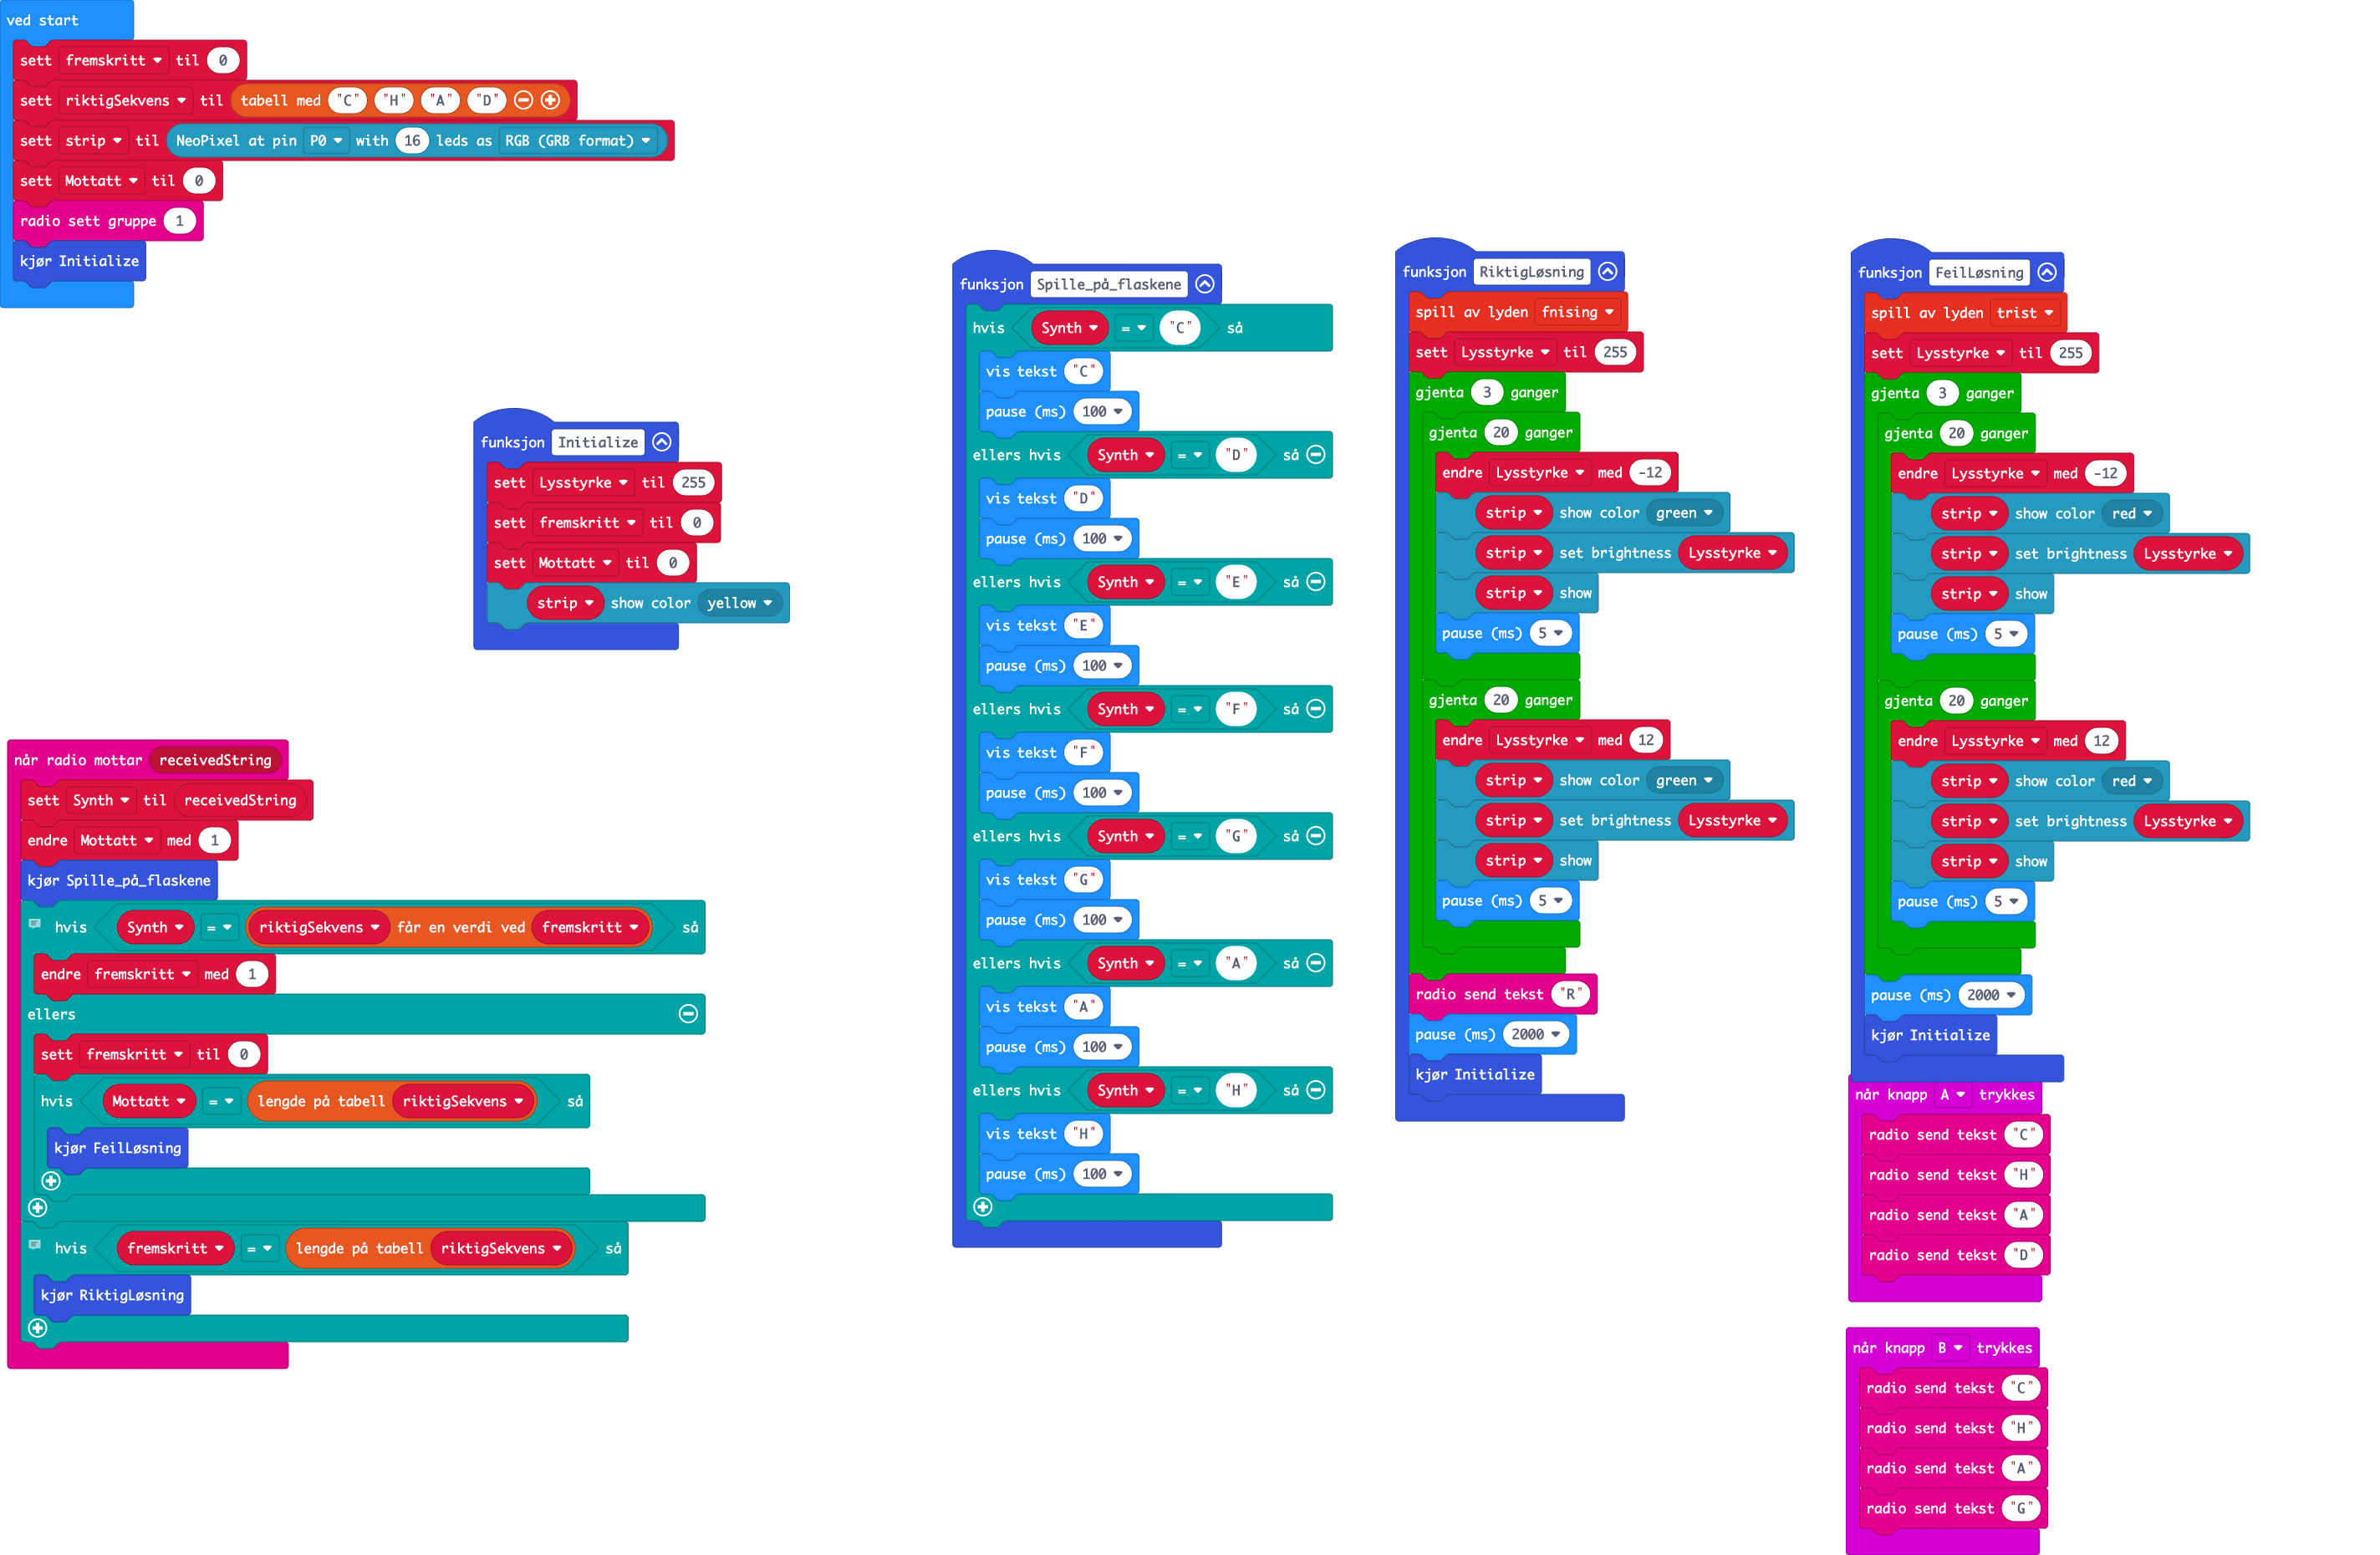 ved start
sett fremskritt til 0
sett riktigSekvens til tabell med "C" "H" "A" "D"
sett strip til NeoPixel at pin P0 with 16 leds as RGB (GRB format)
sett Mottatt til 0
radio sett gruppe 1
kjør Initialize
funksjon Initialize
sett Lysstyrke til 255
sett fremskritt til 0
sett Mottatt til 0
strip show color yellow
når radio mottar receivedString
sett Synth til receivedString
endre Mottatt med 1
kjør Spille_på_flaskene
hvis Synth = riktigSekvens får en verdi ved fremskritt så
endre fremskritt med 1
ellers
sett fremskritt til 0
hvis Mottatt = lengde på tabell riktigSekvens så
kjør FeilLøsning
hvis fremskritt = lengde på tabell riktigSekvens så
kjør RiktigLøsning
funksjon Spille_på_flaskene
hvis Synth = "C" så
vis tekst "C"
pause (ms) 100
ellers hvis Synth = "D" så
vis tekst "D"
pause (ms) 100
ellers hvis Synth = "E" så
vis tekst "E"
pause (ms) 100
ellers hvis Synth = "F" så
vis tekst "F"
pause (ms) 100
ellers hvis Synth = "G" så
vis tekst "G"
pause (ms) 100
ellers hvis Synth = "A" så
vis tekst "A"
pause (ms) 100
ellers hvis Synth = "H" så
vis tekst "H"
pause (ms) 100
funksjon RiktigLøsning
spill av lyden fnising
sett Lysstyrke til 255
gjenta 3 ganger
gjenta 20 ganger
endre Lysstyrke med -12
strip show color green
strip set brightness Lysstyrke
strip show
pause (ms) 5
gjenta 20 ganger
endre Lysstyrke med 12
strip show color green
strip set brightness Lysstyrke
strip show
pause (ms) 5
radio send tekst "R"
pause (ms) 2000
kjør Initialize
funksjon FeilLøsning
spill av lyden trist
sett Lysstyrke til 255
gjenta 3 ganger
gjenta 20 ganger
endre Lysstyrke med -12
strip show color red
strip set brightness Lysstyrke
strip show
pause (ms) 5
gjenta 20 ganger
endre Lysstyrke med 12
strip show color red
strip set brightness Lysstyrke
strip show
pause (ms) 5
pause (ms) 2000
kjør Initialize
når knapp A trykkes
radio send tekst "C"
radio send tekst "H"
radio send tekst "A"
radio send tekst "D"
når knapp B trykkes
radio send tekst "C"
radio send tekst "H"
radio send tekst "A"
radio send tekst "G"